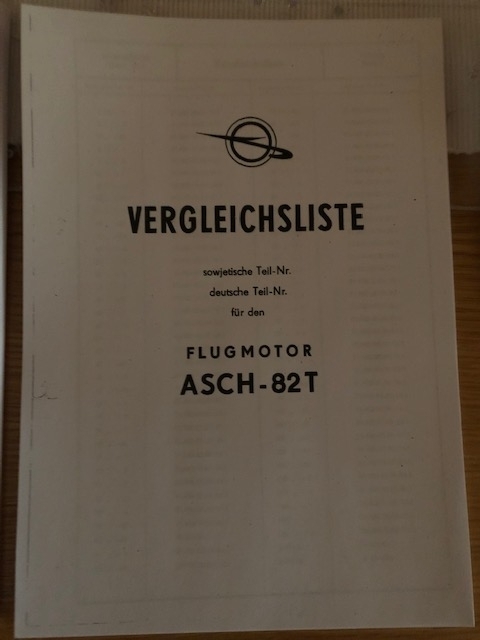 VERGLEICHSLISTE
sowjetische Teil-Nr.
deutsche Teil-Nr.
für den
FLUGMOTOR
ASCH-82T